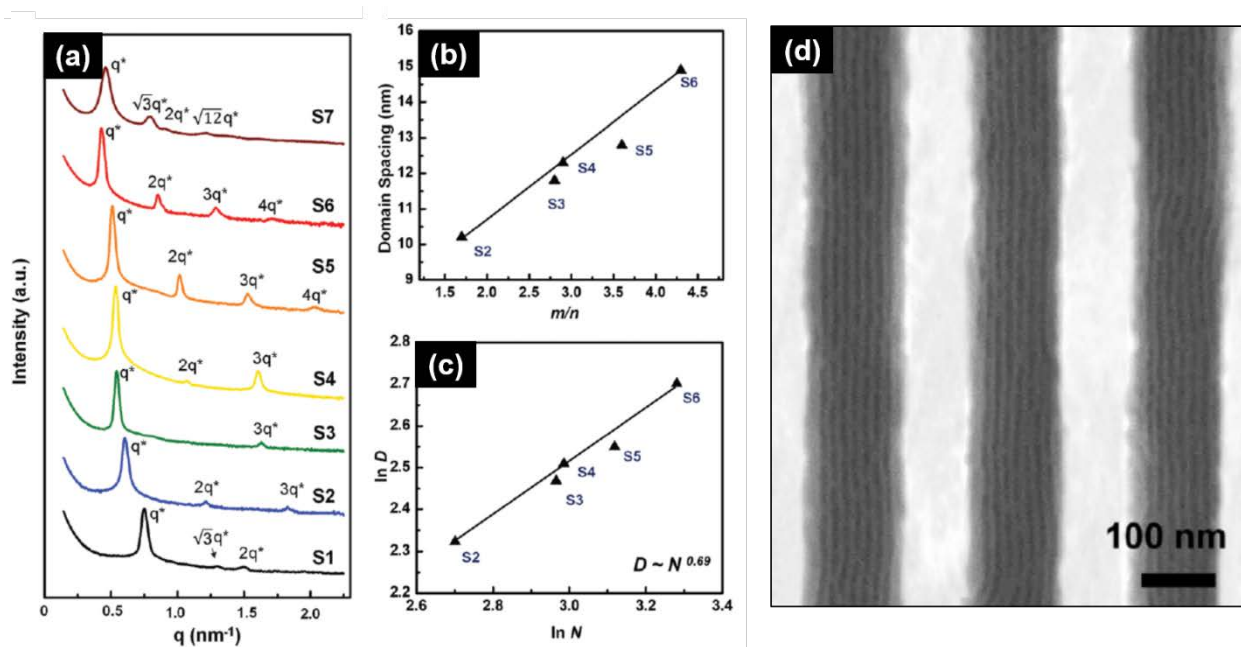 (a)
q*
√3q*
2q*
√12q*
S7
q*
2q*
3q*
4q*
S6
q*
2q*
3q*
4q*
S5
q*
2q*
3q*
S4
q*
3q*
S3
q*
2q*
3q*
S2
q*
√3q*
2q*
S1
Intensity (a.u.)
0
0.5
1.0
1.5
2.0
q (nm⁻¹)
(b)
16
15
14
13
12
11
10
9
Domain Spacing (nm)
S6
S5
S4
S3
S2
1.5
2.0
2.5
3.0
3.5
4.0
4.5
m/n
(c)
2.7
2.6
2.5
2.4
2.3
2.2
ln D
S6
S5
S4
S3
S2
D ~ N 0.69
2.6
2.8
3.0
3.2
3.4
ln N
(d)
100 nm